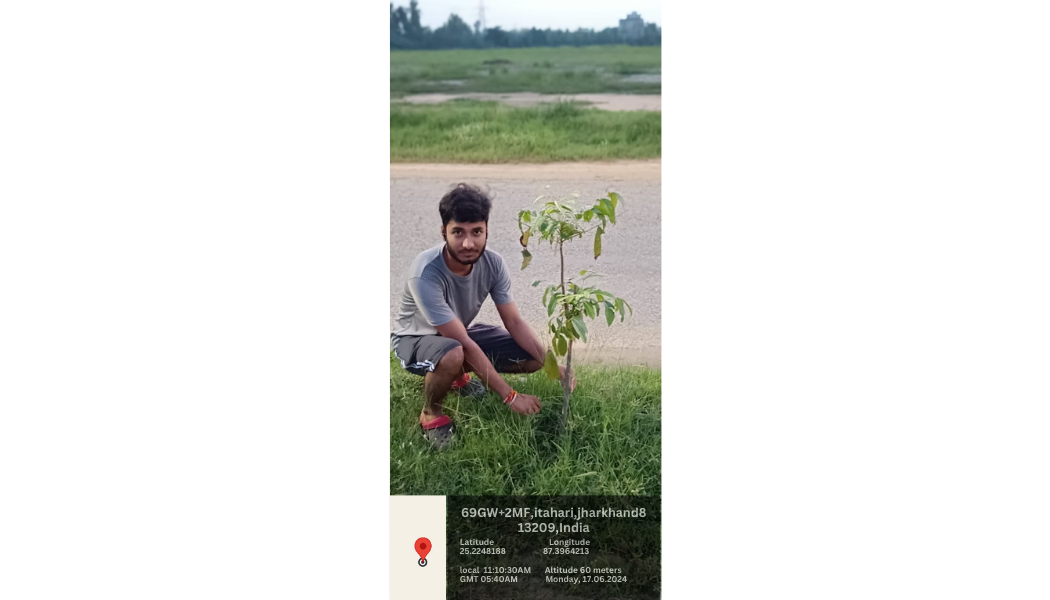 69GW+2MF,itahari,jharkhand8
13209,India
Latitude Longitude
25.2248188 87.3964213
local 11:10:30AM Altitude 60 meters
GMT 05:40AM Monday, 17.06.2024